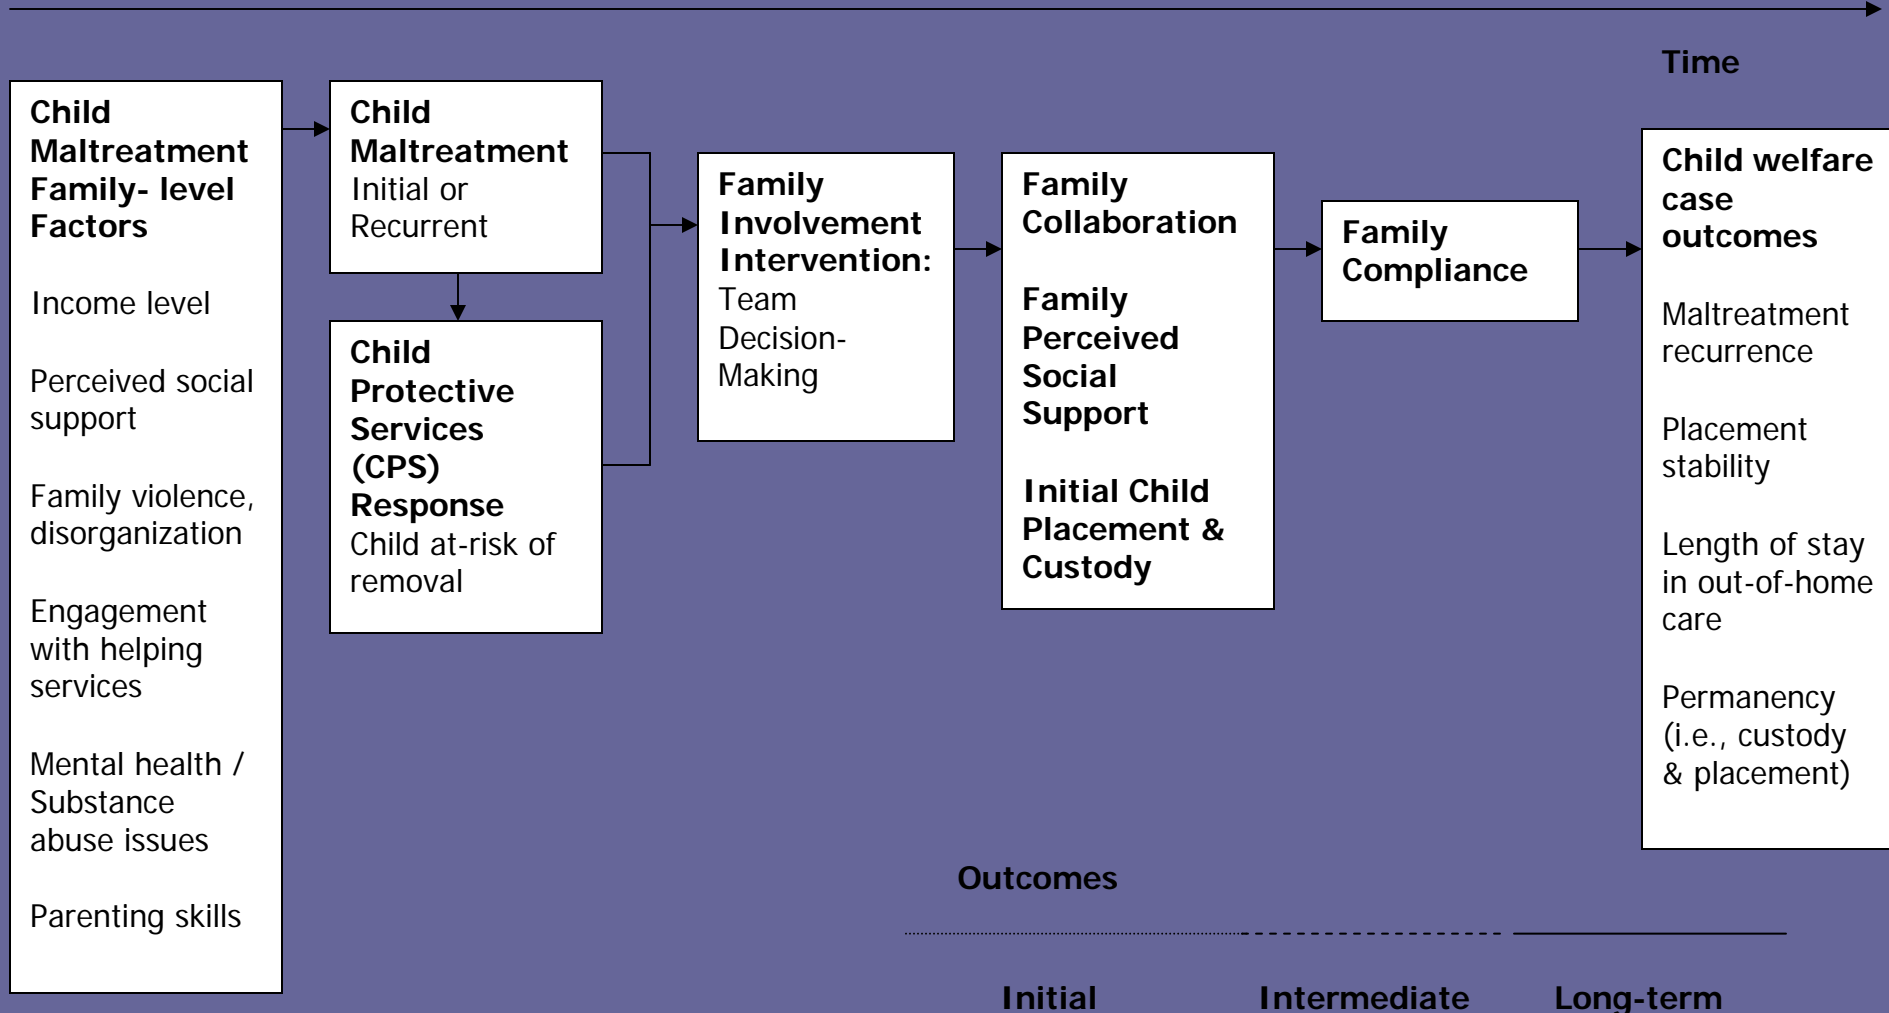 Time
Child
Maltreatment
Family- level
Factors
Income level
Perceived social
support
Family violence,
disorganization
Engagement
with helping
services
Mental health /
Substance
abuse issues
Parenting skills
Child
Maltreatment
Initial or
Recurrent
Child
Protective
Services
(CPS)
Response
Child at-risk of
removal
Family
Involvement
Intervention:
Team
Decision-
Making
Family
Collaboration
Family
Perceived
Social
Support
Initial Child
Placement &
Custody
Family
Compliance
Child welfare
case
outcomes
Maltreatment
recurrence
Placement
stability
Length of stay
in out-of-home
care
Permanency
(i.e., custody
& placement)
Outcomes
Initial
Intermediate
Long-term